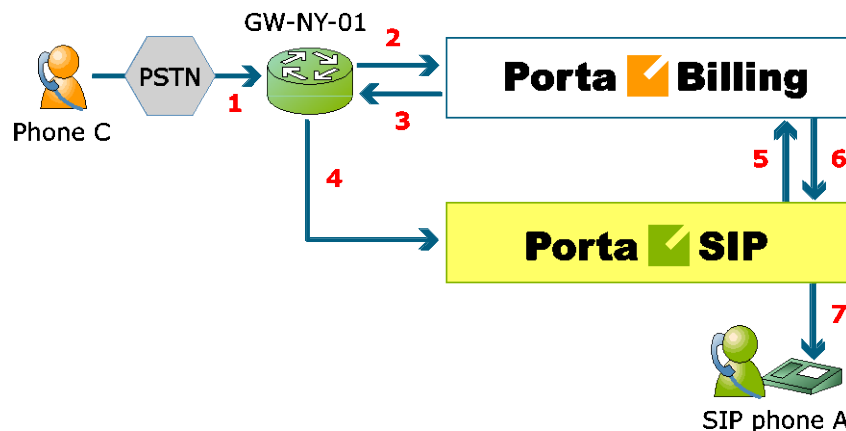 GW-NY-01
2
PSTN
Porta Billing
1
3
Phone C
4
5
6
Porta SIP
7
SIP phone A